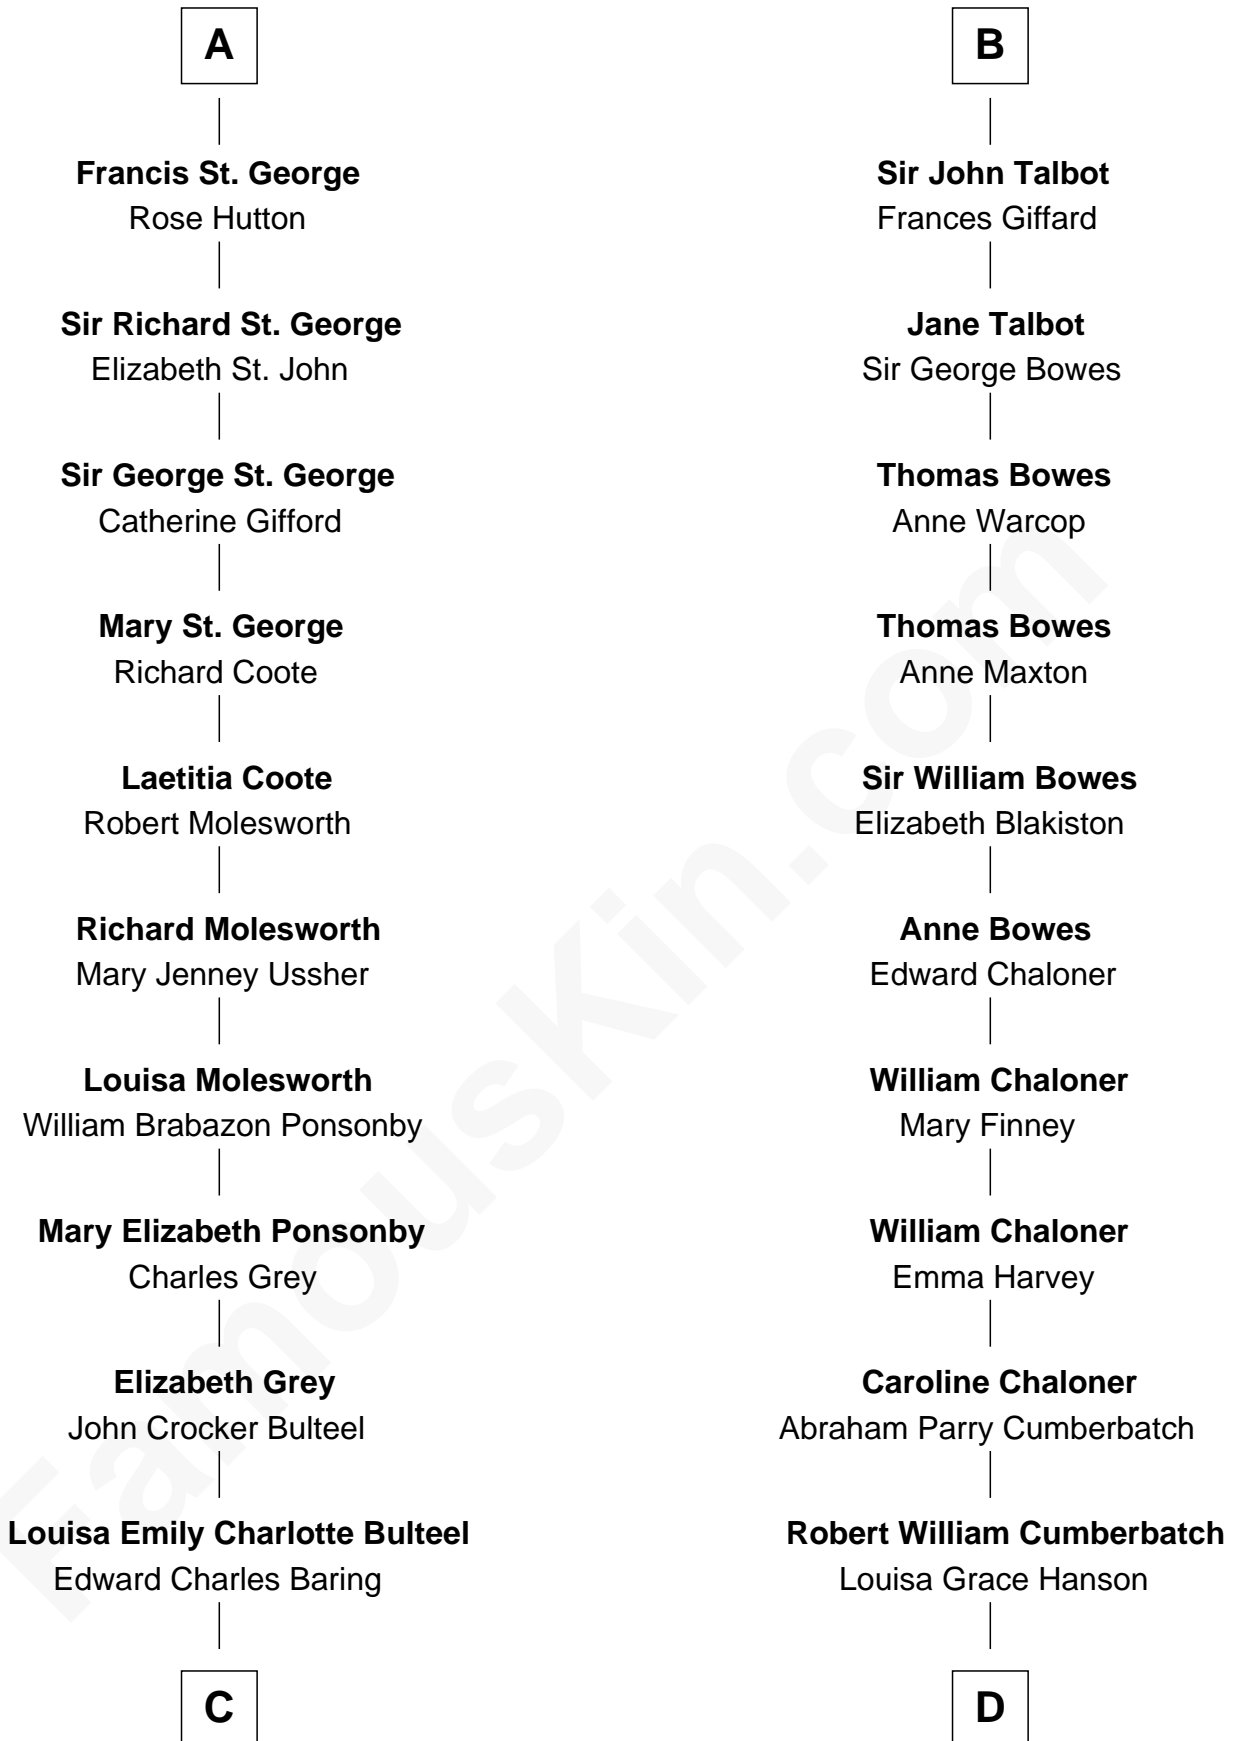 A
Francis St. George
Rose Hutton
Sir Richard St. George
Elizabeth St. John
Sir George St. George
Catherine Gifford
Mary St. George
Richard Coote
Laetitia Coote
Robert Molesworth
Richard Molesworth
Mary Jenney Ussher
Louisa Molesworth
William Brabazon Ponsonby
Mary Elizabeth Ponsonby
Charles Grey
Elizabeth Grey
John Crocker Bulteel
Louisa Emily Charlotte Bulteel
Edward Charles Baring
C
B
Sir John Talbot
Frances Giffard
Jane Talbot
Sir George Bowes
Thomas Bowes
Anne Warcop
Thomas Bowes
Anne Maxton
Sir William Bowes
Elizabeth Blakiston
Anne Bowes
Edward Chaloner
William Chaloner
Mary Finney
William Chaloner
Emma Harvey
Caroline Chaloner
Abraham Parry Cumberbatch
Robert William Cumberbatch
Louisa Grace Hanson
D
FamousKin.com